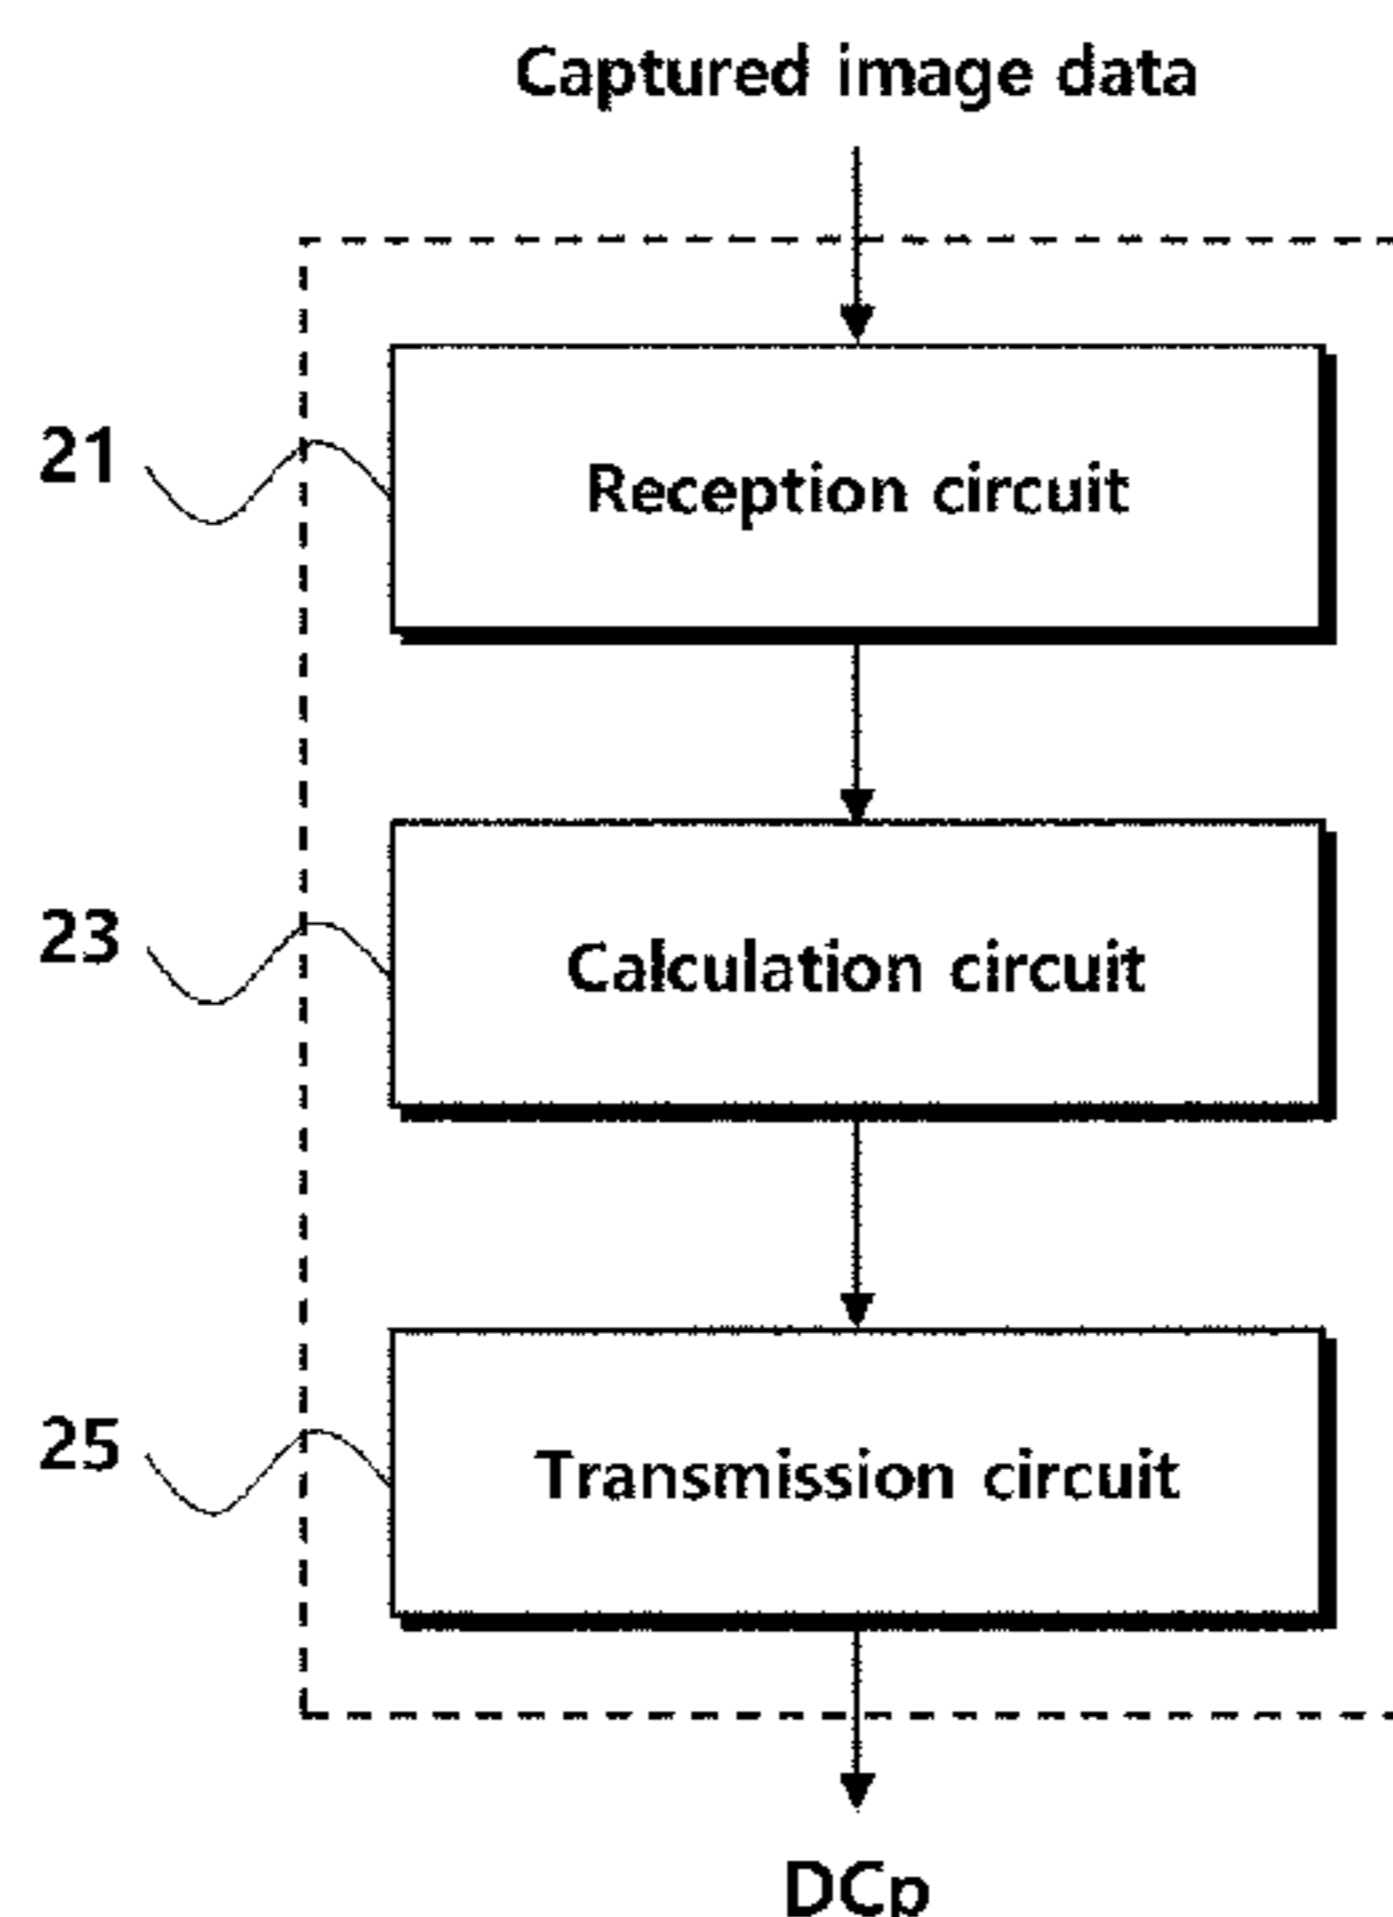 Captured image data
21
Reception circuit
23
Calculation circuit
25
Transmission circuit
DCp